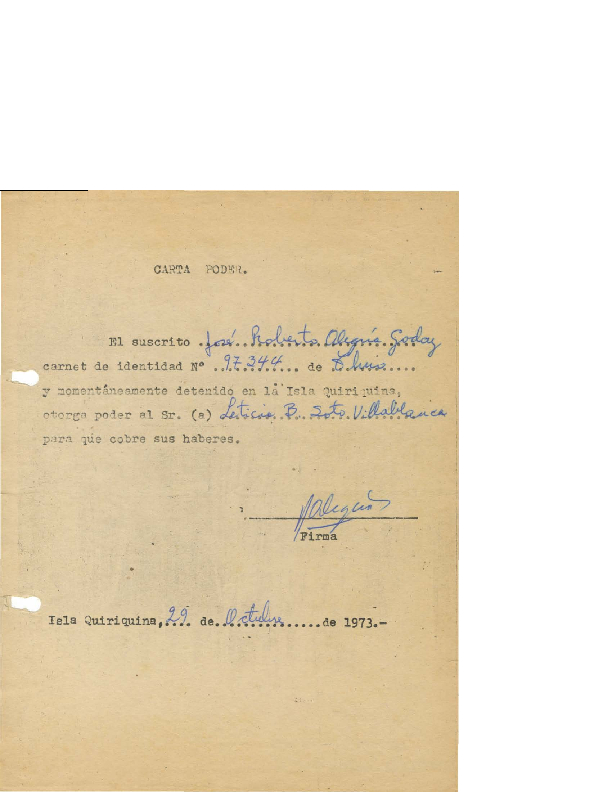 CARTA PODER.
El suscrito .José Roberto Alegría Godoy
carnet de identidad Nº .97.344........ de ........
y momentáneamente detenido en la Isla Quiriquina,
otorga poder al Sr. (a) Leticia B. Soto Villablanca
para que cobre sus haberes.
Firma
Isla Quiriquina,.29.. de.Octubre........de 1973.-